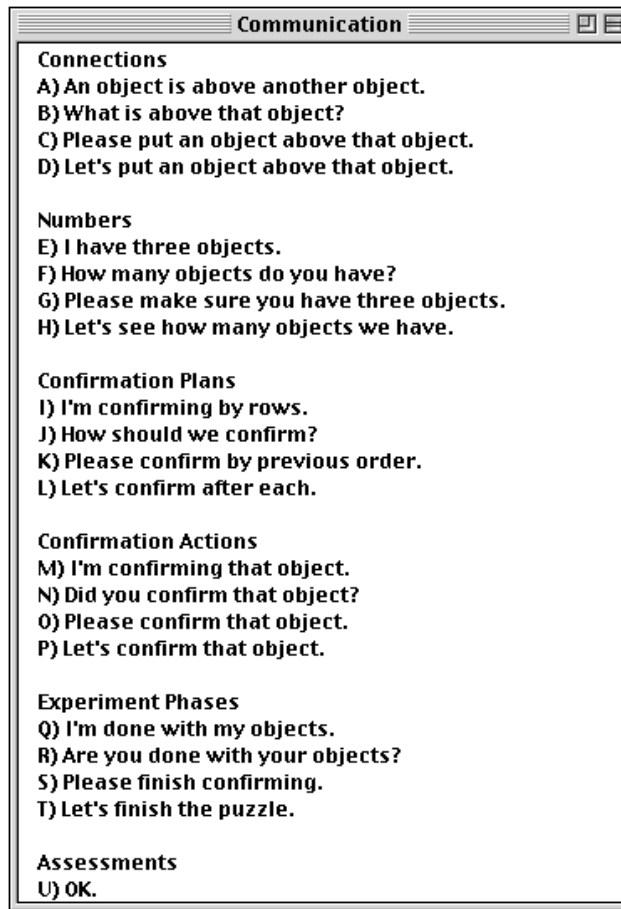 Communication
Connections
A) An object is above another object.
B) What is above that object?
C) Please put an object above that object.
D) Let's put an object above that object.
Numbers
E) I have three objects.
F) How many objects do you have?
G) Please make sure you have three objects.
H) Let's see how many objects we have.
Confirmation Plans
I) I'm confirming by rows.
J) How should we confirm?
K) Please confirm by previous order.
L) Let's confirm after each.
Confirmation Actions
M) I'm confirming that object.
N) Did you confirm that object?
O) Please confirm that object.
P) Let's confirm that object.
Experiment Phases
Q) I'm done with my objects.
R) Are you done with your objects?
S) Please finish confirming.
T) Let's finish the puzzle.
Assessments
U) OK.